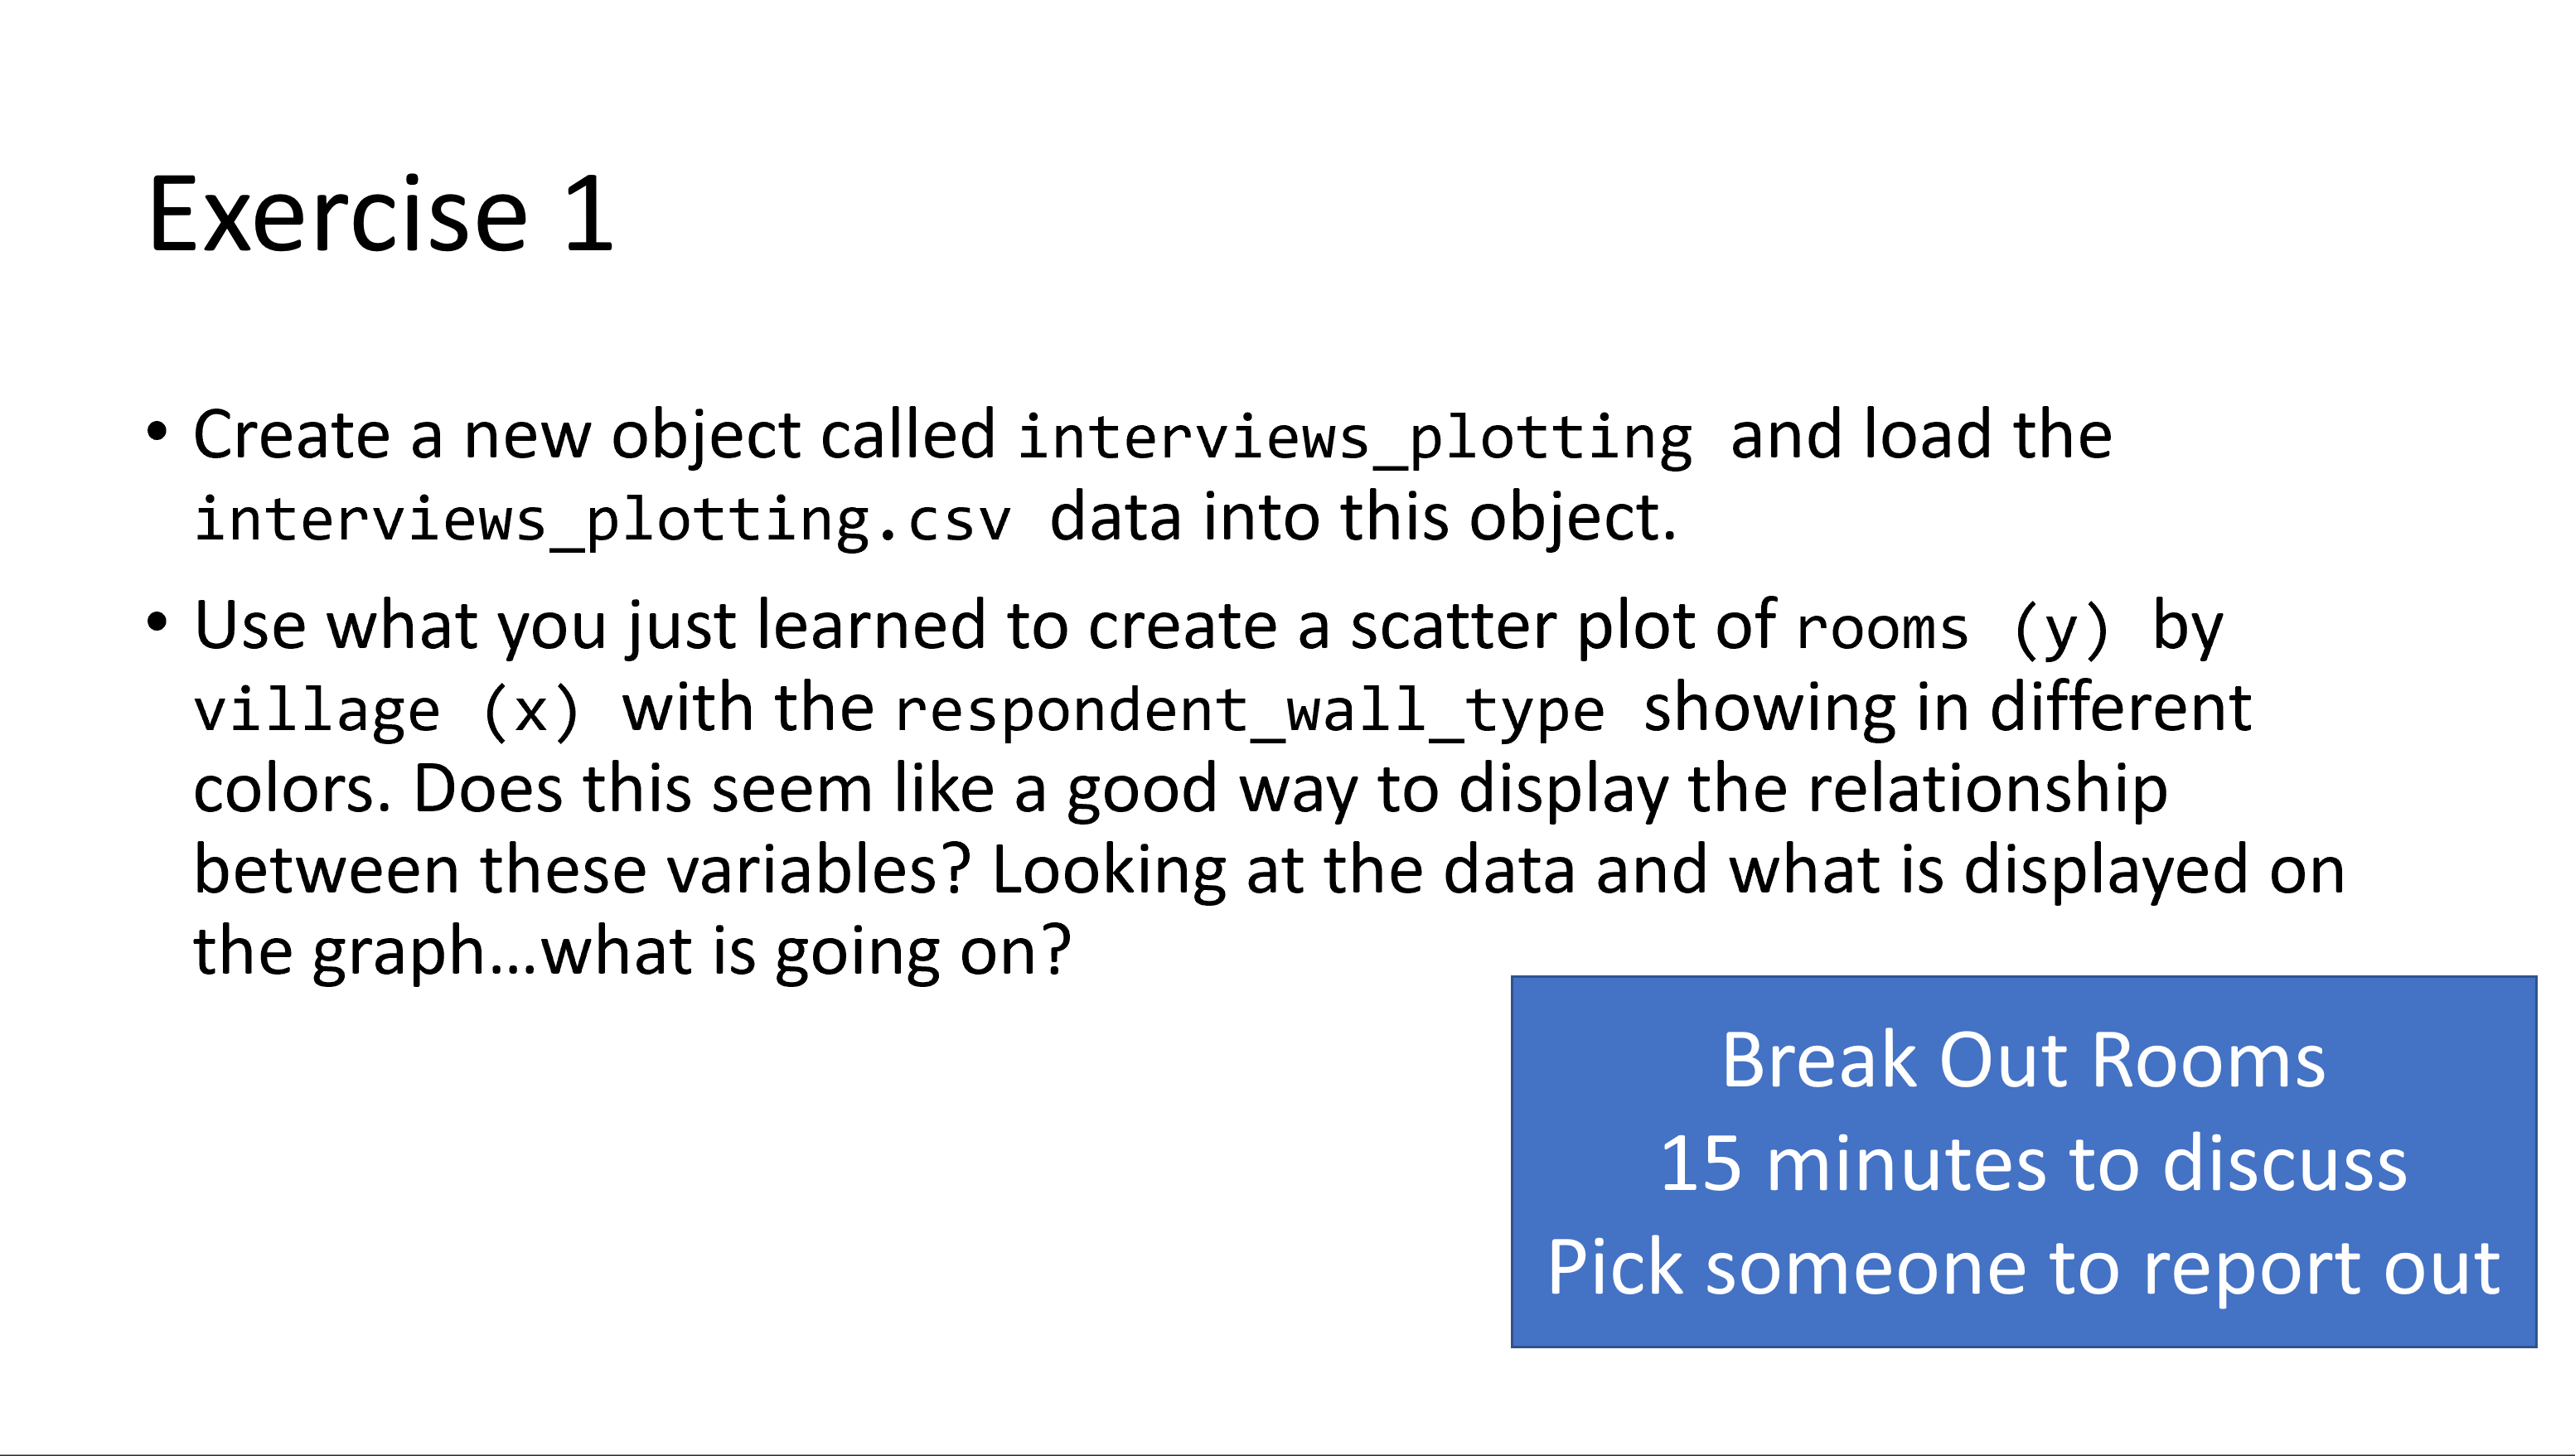 Exercise 1
• Create a new object called interviews_plotting and load the
interviews_plotting.csv data into this object.
• Use what you just learned to create a scatter plot of rooms (y) by
village (x) with the respondent_wall_type showing in different
colors. Does this seem like a good way to display the relationship
between these variables? Looking at the data and what is displayed on
the graph…what is going on?
Break Out Rooms
15 minutes to discuss
Pick someone to report out